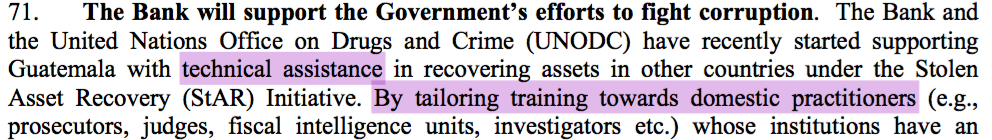 71. The Bank will support the Government's efforts to fight corruption. The Bank and
the United Nations Office on Drugs and Crime (UNODC) have recently started supporting
Guatemala with technical assistance in recovering assets in other countries under the Stolen
Asset Recovery (StAR) Initiative. By tailoring training towards domestic practitioners (e.g.,
prosecutors, judges, fiscal intelligence units, investigators etc.) whose institutions have an